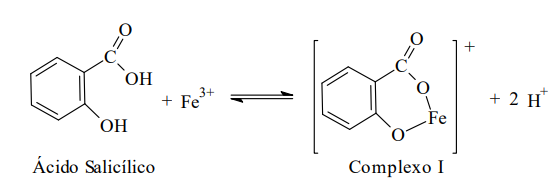 O
C
OH
OH
+ Fe3+
+
O
C
O
Fe
O
+ 2 H+
Ácido Salicílico
Complexo I